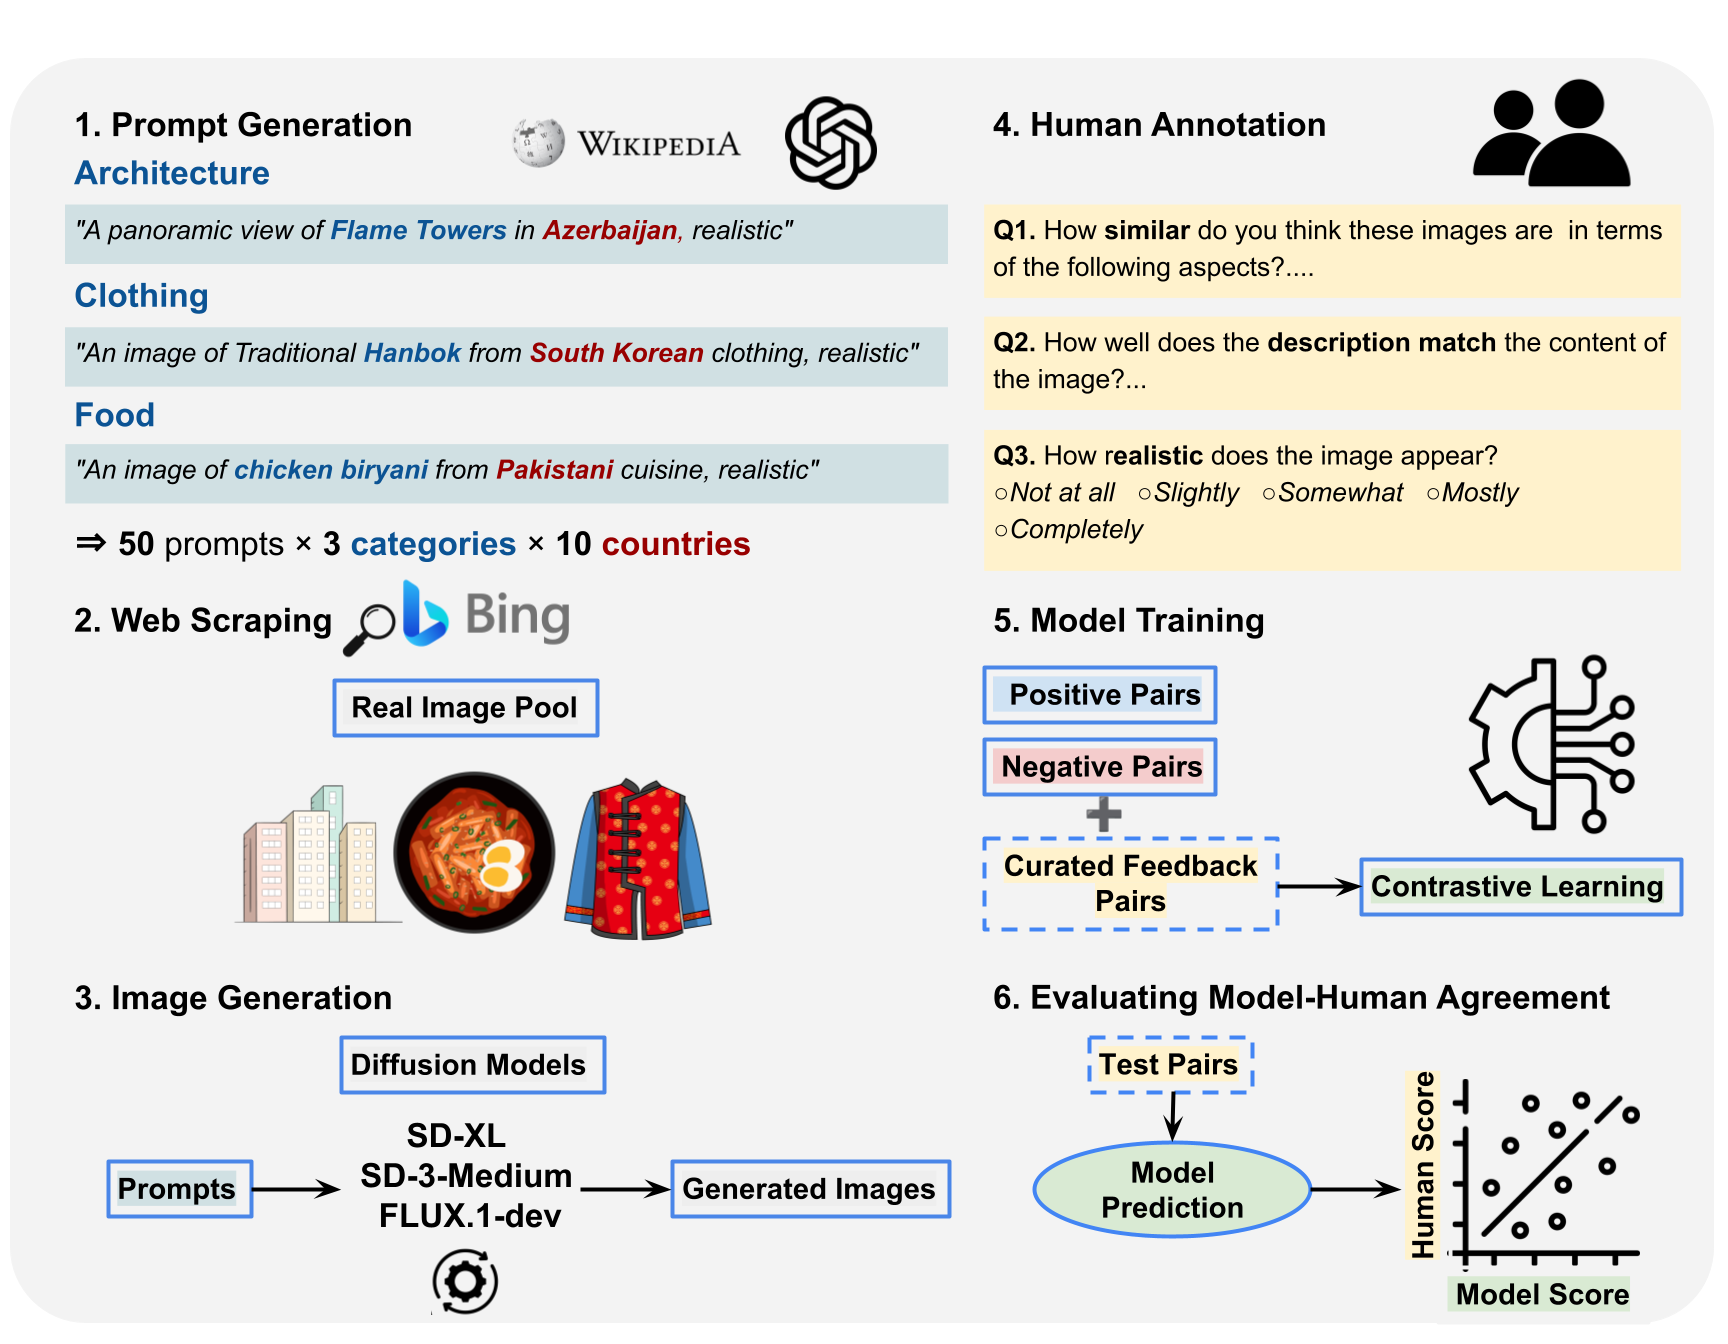 1. Prompt Generation
WIKIPEDIA
Architecture
"A panoramic view of Flame Towers in Azerbaijan, realistic"
Clothing
"An image of Traditional Hanbok from South Korean clothing, realistic"
Food
"An image of chicken biryani from Pakistani cuisine, realistic"
⇒ 50 prompts × 3 categories × 10 countries
2. Web Scraping
Bing
Real Image Pool
3. Image Generation
Diffusion Models
Prompts
SD-XL
SD-3-Medium
FLUX.1-dev
Generated Images
4. Human Annotation
Q1. How similar do you think these images are in terms
of the following aspects?....
Q2. How well does the description match the content of
the image?...
Q3. How realistic does the image appear?
○Not at all ○Slightly ○Somewhat ○Mostly
○Completely
5. Model Training
Positive Pairs
Negative Pairs
Curated Feedback
Pairs
Contrastive Learning
6. Evaluating Model-Human Agreement
Test Pairs
Model
Prediction
Human Score
Model Score